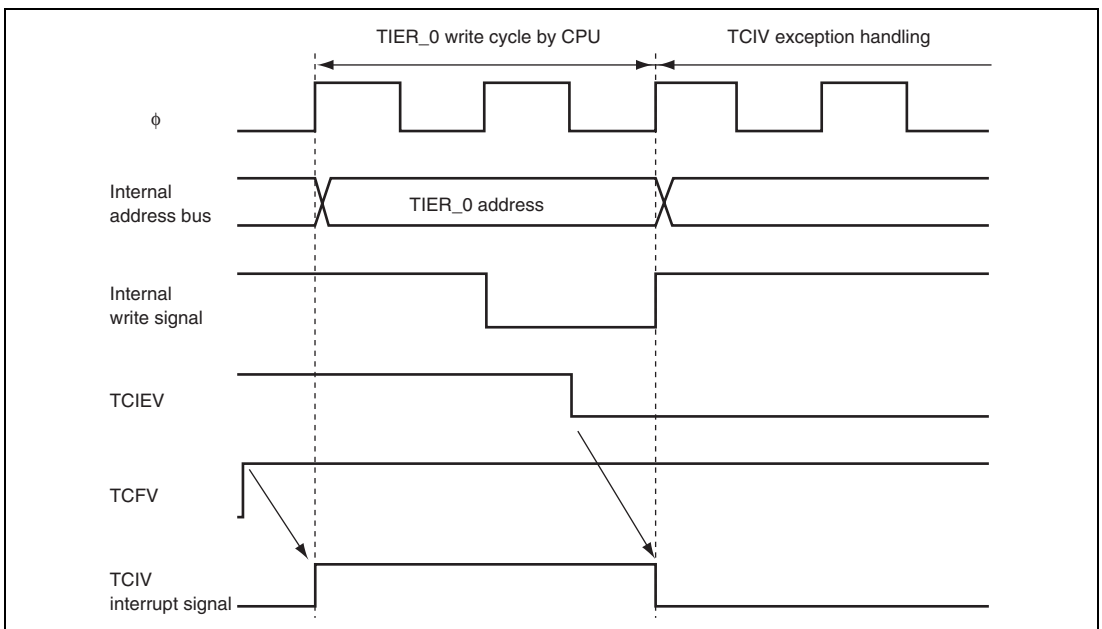 TIER_0 write cycle by CPU
TCIV exception handling
φ
Internal
address bus
TIER_0 address
Internal
write signal
TCIEV
TCFV
TCIV
interrupt signal